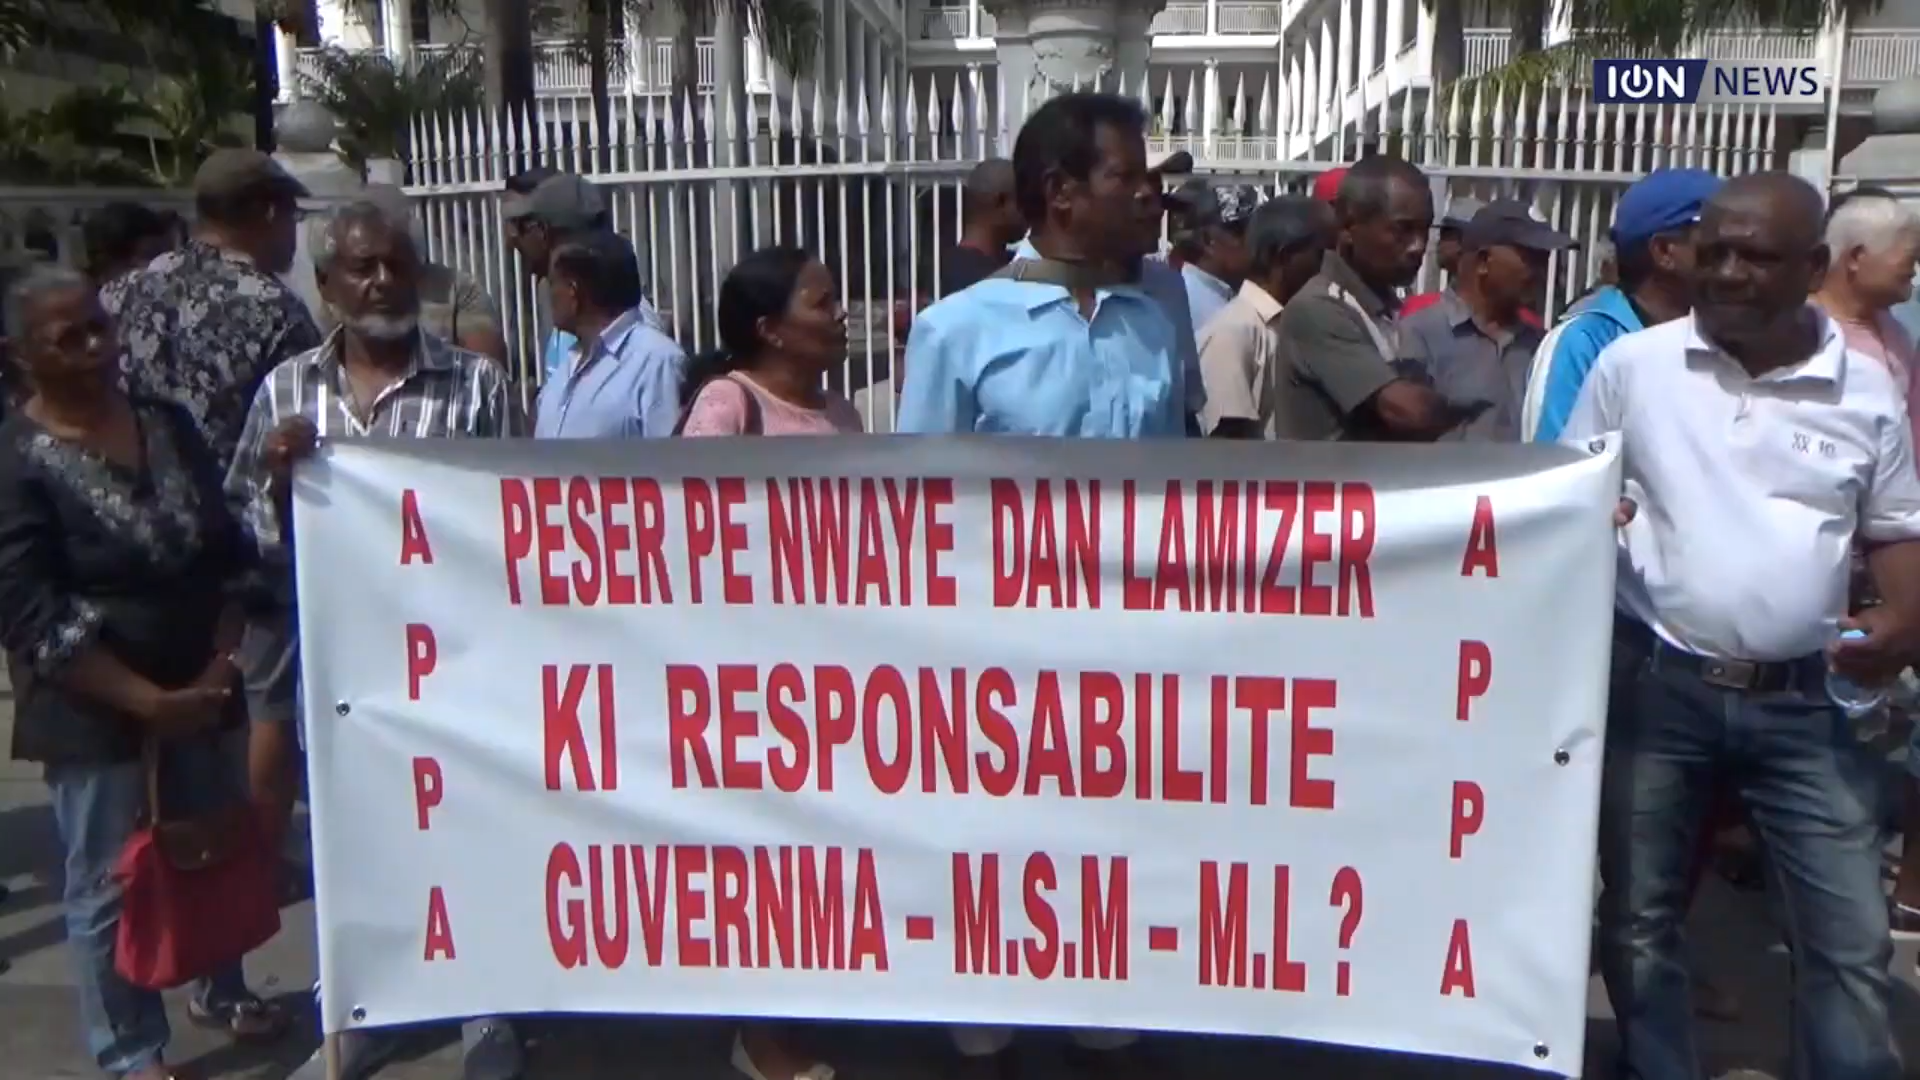 ION NEWS
PESER PE NWAYE DAN LAMIZER
KI RESPONSABILITE
GUVERNMA - M.S.M - M.L ?
A
P
P
A
A
P
P
A